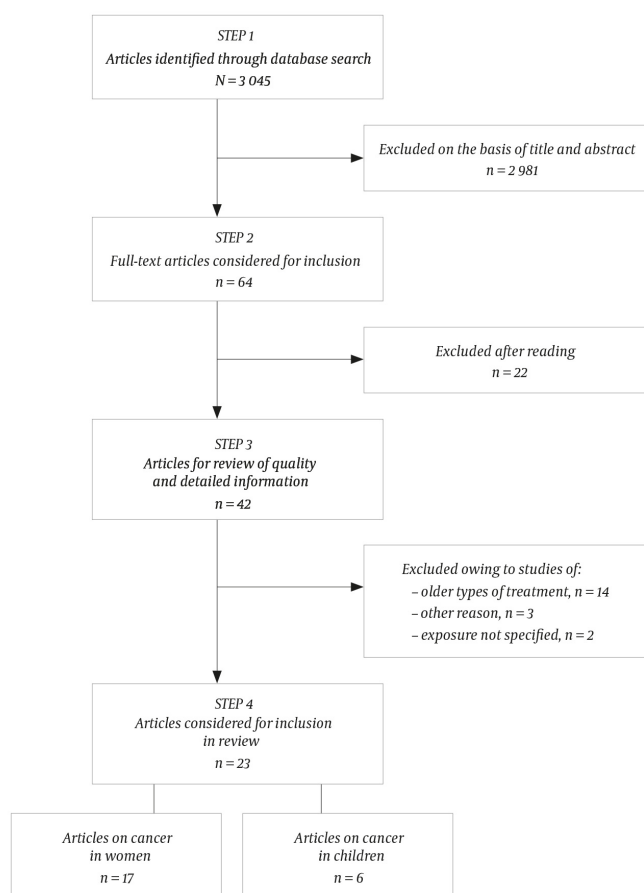 STEP 1
Articles identified through database search
N = 3 045
Excluded on the basis of title and abstract
n = 2 981
STEP 2
Full-text articles considered for inclusion
n = 64
Excluded after reading
n = 22
STEP 3
Articles for review of quality
and detailed information
n = 42
Excluded owing to studies of:
– older types of treatment, n = 14
– other reason, n = 3
– exposure not specified, n = 2
STEP 4
Articles considered for inclusion
in review
n = 23
Articles on cancer
in women
n = 17
Articles on cancer
in children
n = 6